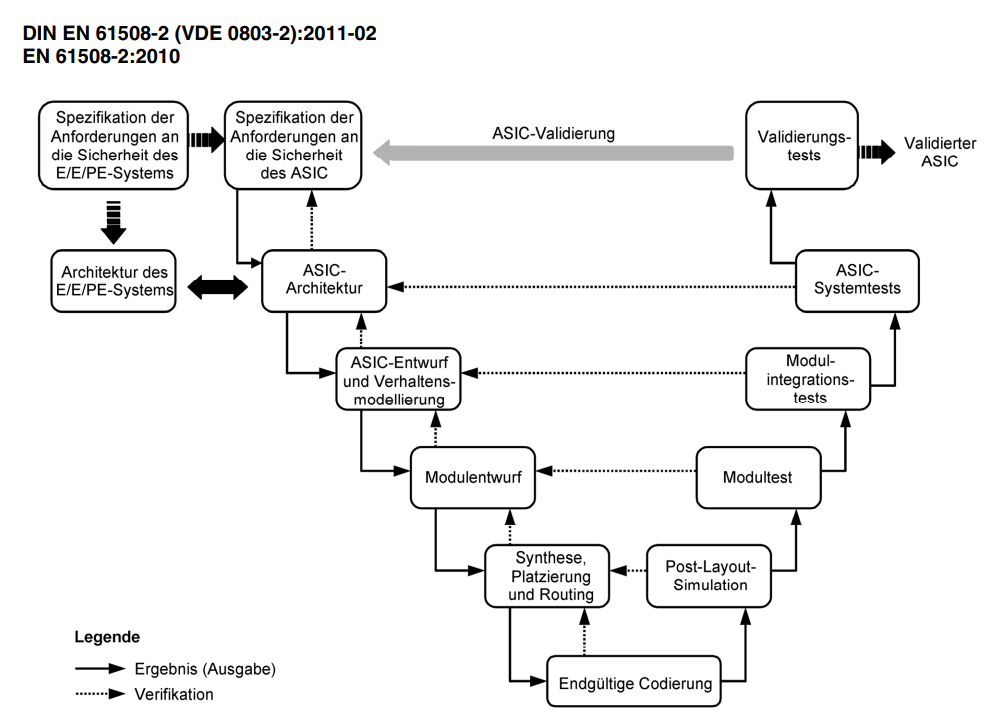 DIN EN 61508-2 (VDE 0803-2):2011-02
EN 61508-2:2010
Spezifikation der
Anforderungen an
die Sicherheit des
E/E/PE-Systems
Spezifikation der
Anforderungen an
die Sicherheit
des ASIC
ASIC-Validierung
Validierungs-
tests
Validierter
ASIC
Architektur des
E/E/PE-Systems
ASIC-
Architektur
ASIC-
Systemtests
ASIC-Entwurf
und Verhaltens-
modellierung
Modul-
integrations-
tests
Modulentwurf
Modultest
Synthese,
Platzierung
und Routing
Post-Layout-
Simulation
Endgültige Codierung
Legende
Ergebnis (Ausgabe)
Verifikation